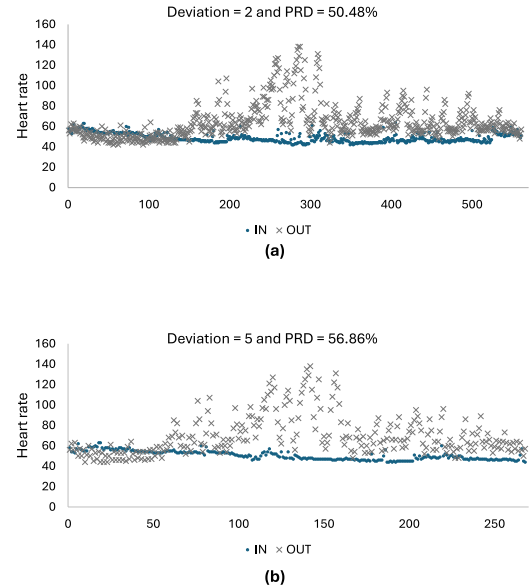 Deviation = 2 and PRD = 50.48%
160
140
120
100
80
60
40
20
0
Heart rate
0 100 200 300 400 500
• IN × OUT
(a)
Deviation = 5 and PRD = 56.86%
160
140
120
100
80
60
40
20
0
Heart rate
0 50 100 150 200 250
• IN × OUT
(b)